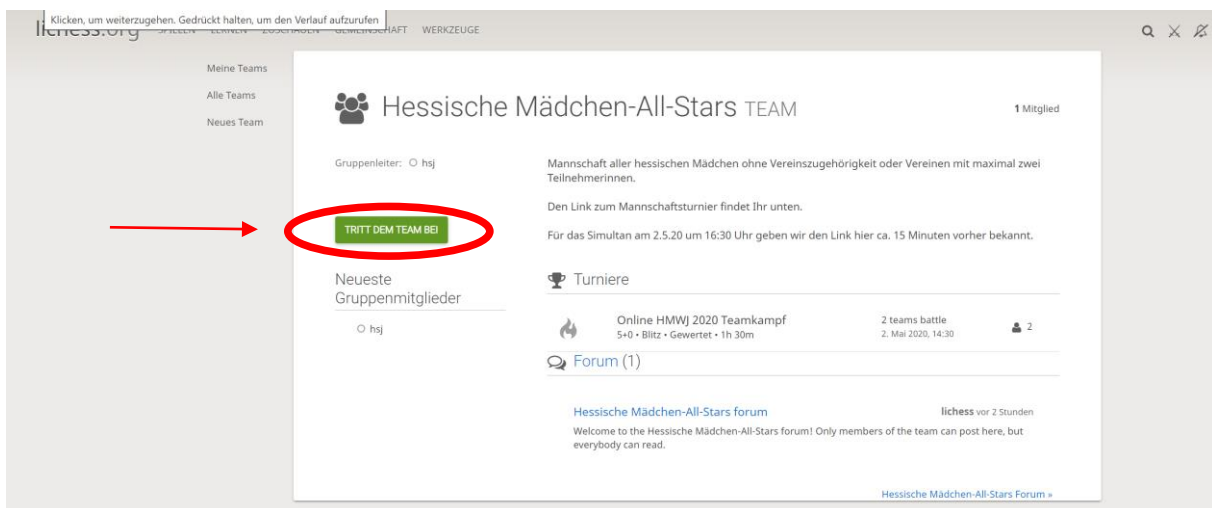 Klicken, um weiterzugehen. Gedrückt halten, um den Verlauf aufzurufen
lichess.org SPIELEN LERNEN ZUSCHAUEN GEMEINSCHAFT WERKZEUGE
Meine Teams
Alle Teams
Neues Team
Hessische Mädchen-All-Stars TEAM
1 Mitglied
Gruppenleiter: hsj
TRITT DEM TEAM BEI
Neueste
Gruppenmitglieder
hsj
Mannschaft aller hessischen Mädchen ohne Vereinszugehörigkeit oder Vereinen mit maximal zwei
Teilnehmerinnen.
Den Link zum Mannschaftsturnier findet Ihr unten.
Für das Simultan am 2.5.20 um 16:30 Uhr geben wir den Link hier ca. 15 Minuten vorher bekannt.
Turniere
Online HMWJ 2020 Teamkampf
5+0 • Blitz • Gewertet • 1h 30m
2 teams battle
2. Mai 2020, 14:30
2
Forum (1)
Hessische Mädchen-All-Stars forum
lichess vor 2 Stunden
Welcome to the Hessische Mädchen-All-Stars forum! Only members of the team can post here, but
everybody can read.
Hessische Mädchen-All-Stars Forum »